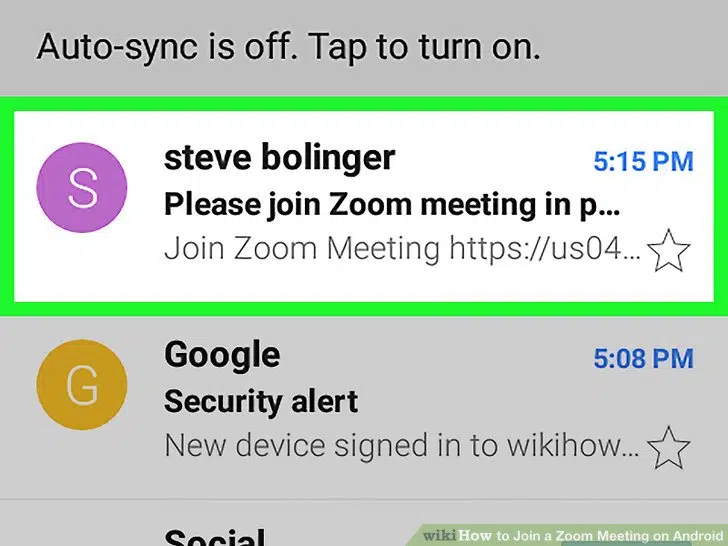 Auto-sync is off. Tap to turn on.
S
steve bolinger
5:15 PM
Please join Zoom meeting in p...
Join Zoom Meeting https://us04...
G
Google
5:08 PM
Security alert
New device signed in to wikihow...
Social
wikiHow to Join a Zoom Meeting on Android